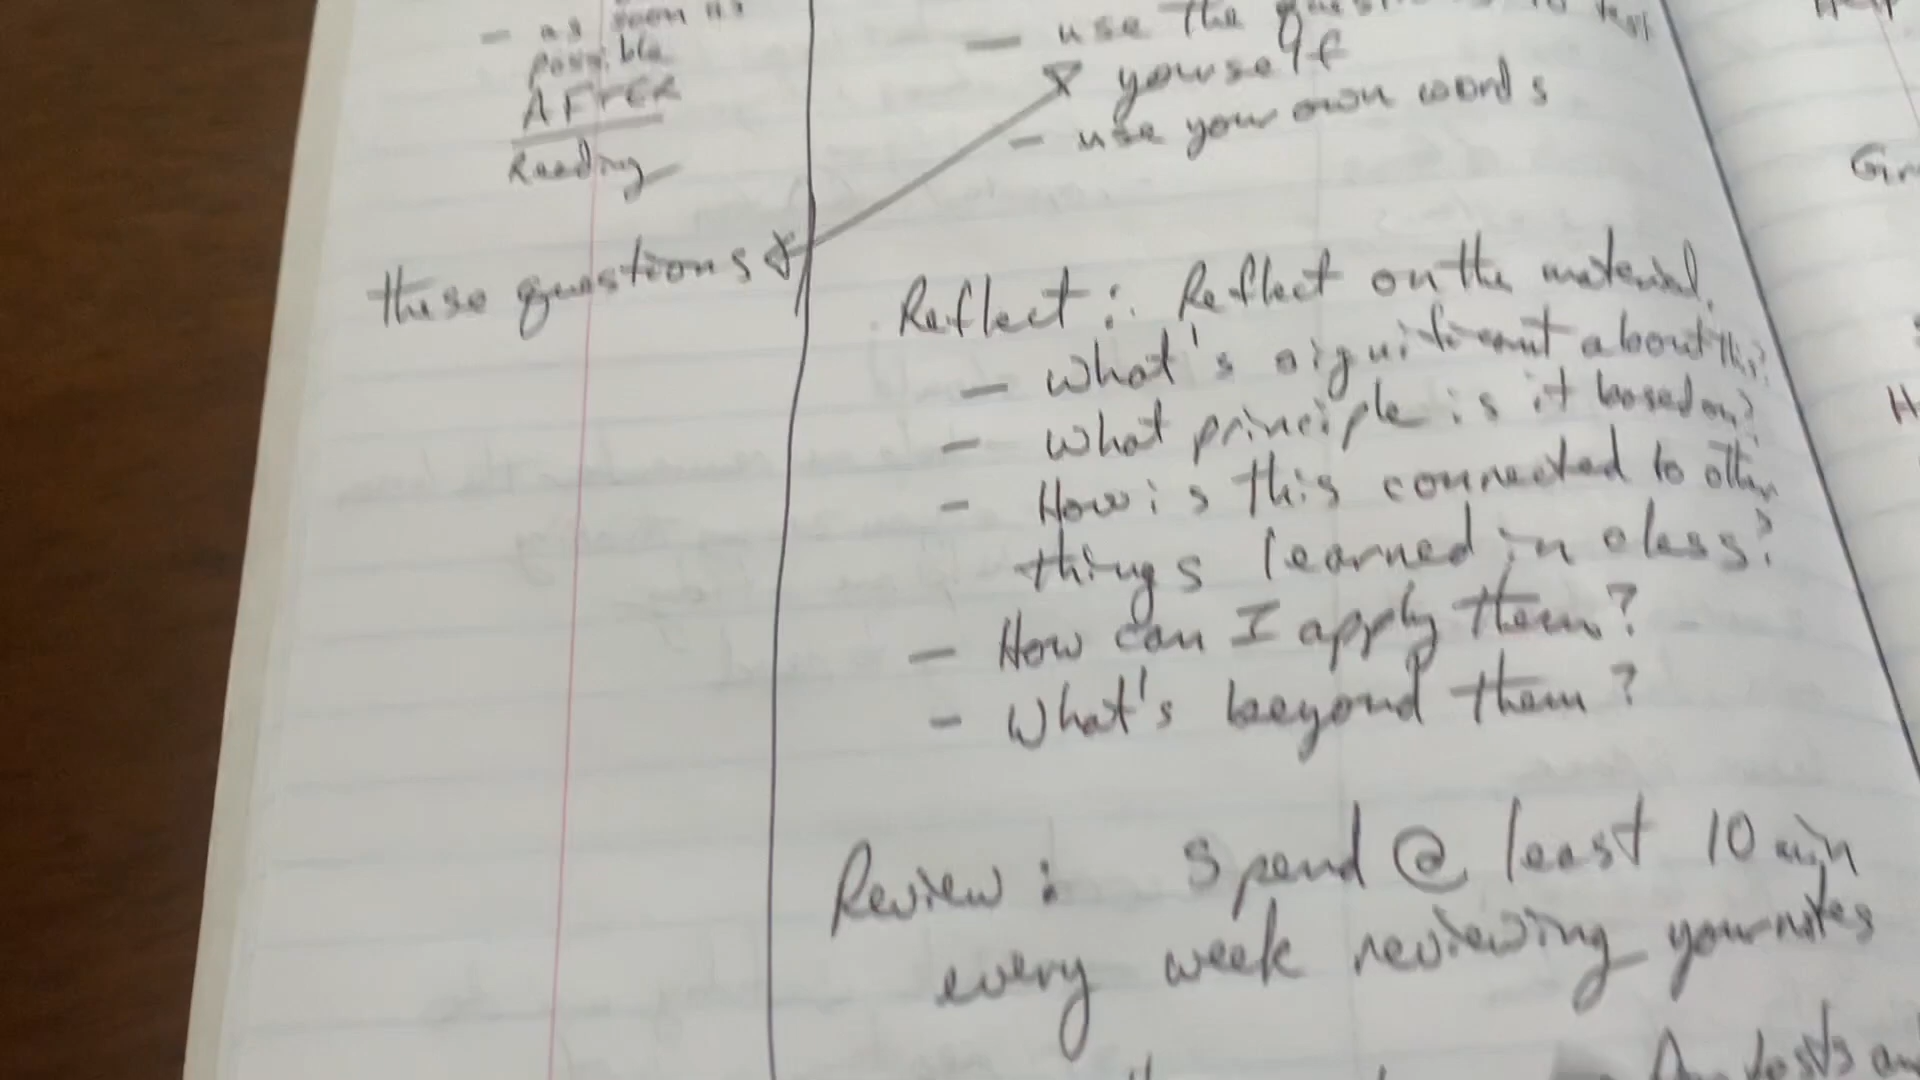 - as soon as
possible
AFTER
Reading
these questions
- use the questions to test
yourself
- use your own words
Reflect: Reflect on the material.
- What's significant about this?
- What principle is it based on?
- How is this connected to other
things learned in class?
- How can I apply them?
- What's beyond them?
Review: Spend @ least 10 min
every week reviewing your notes